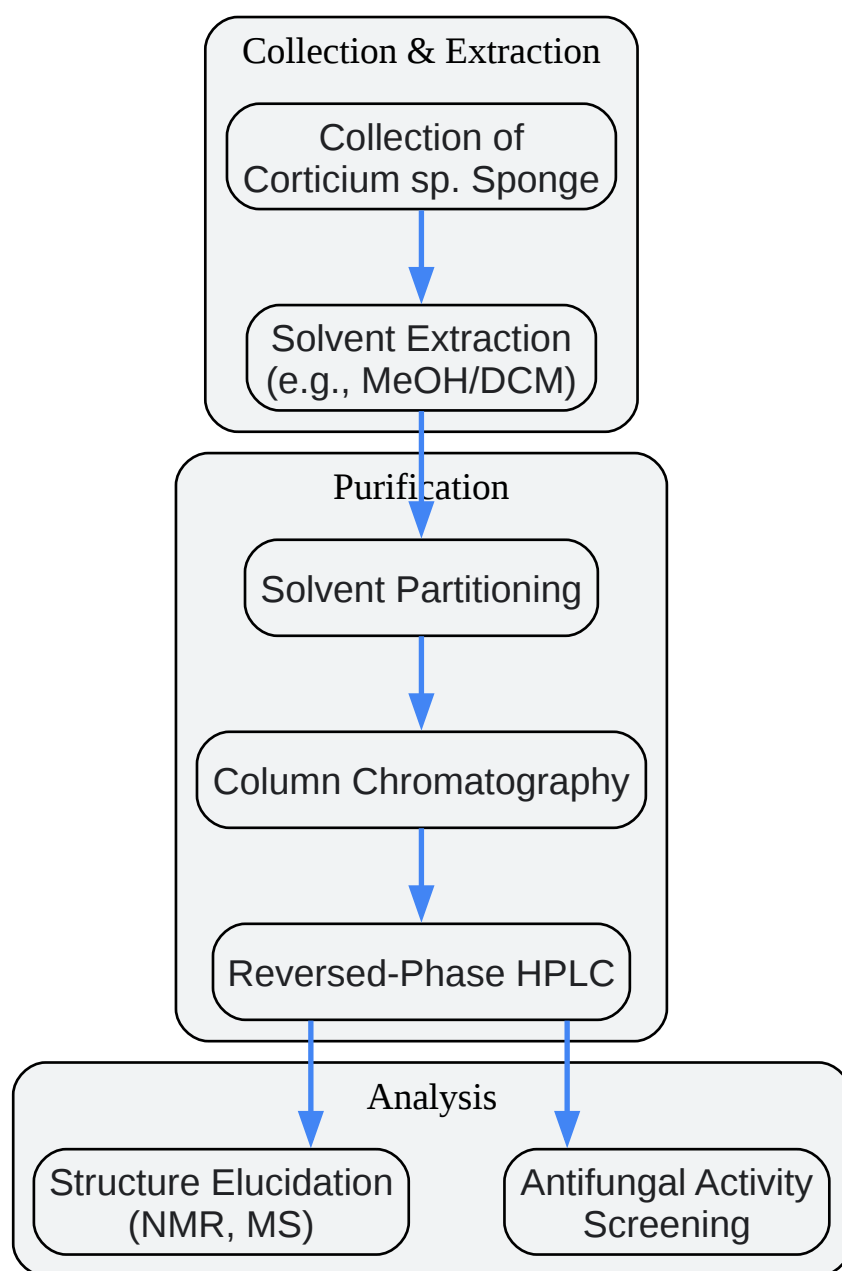 Collection & Extraction
Collection of
Corticium sp. Sponge
Solvent Extraction
(e.g., MeOH/DCM)
Purification
Solvent Partitioning
Column Chromatography
Reversed-Phase HPLC
Analysis
Structure Elucidation
(NMR, MS)
Antifungal Activity
Screening